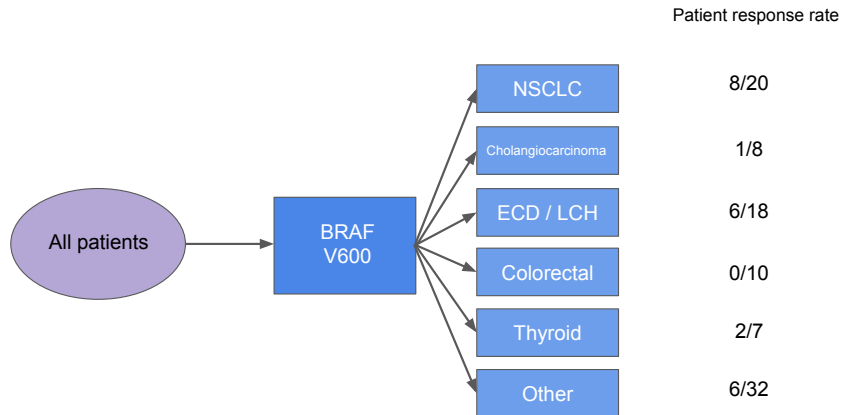 Patient response rate
NSCLC 8/20
Cholangiocarcinoma 1/8
All patients
BRAF
V600
ECD / LCH 6/18
Colorectal 0/10
Thyroid 2/7
Other 6/32